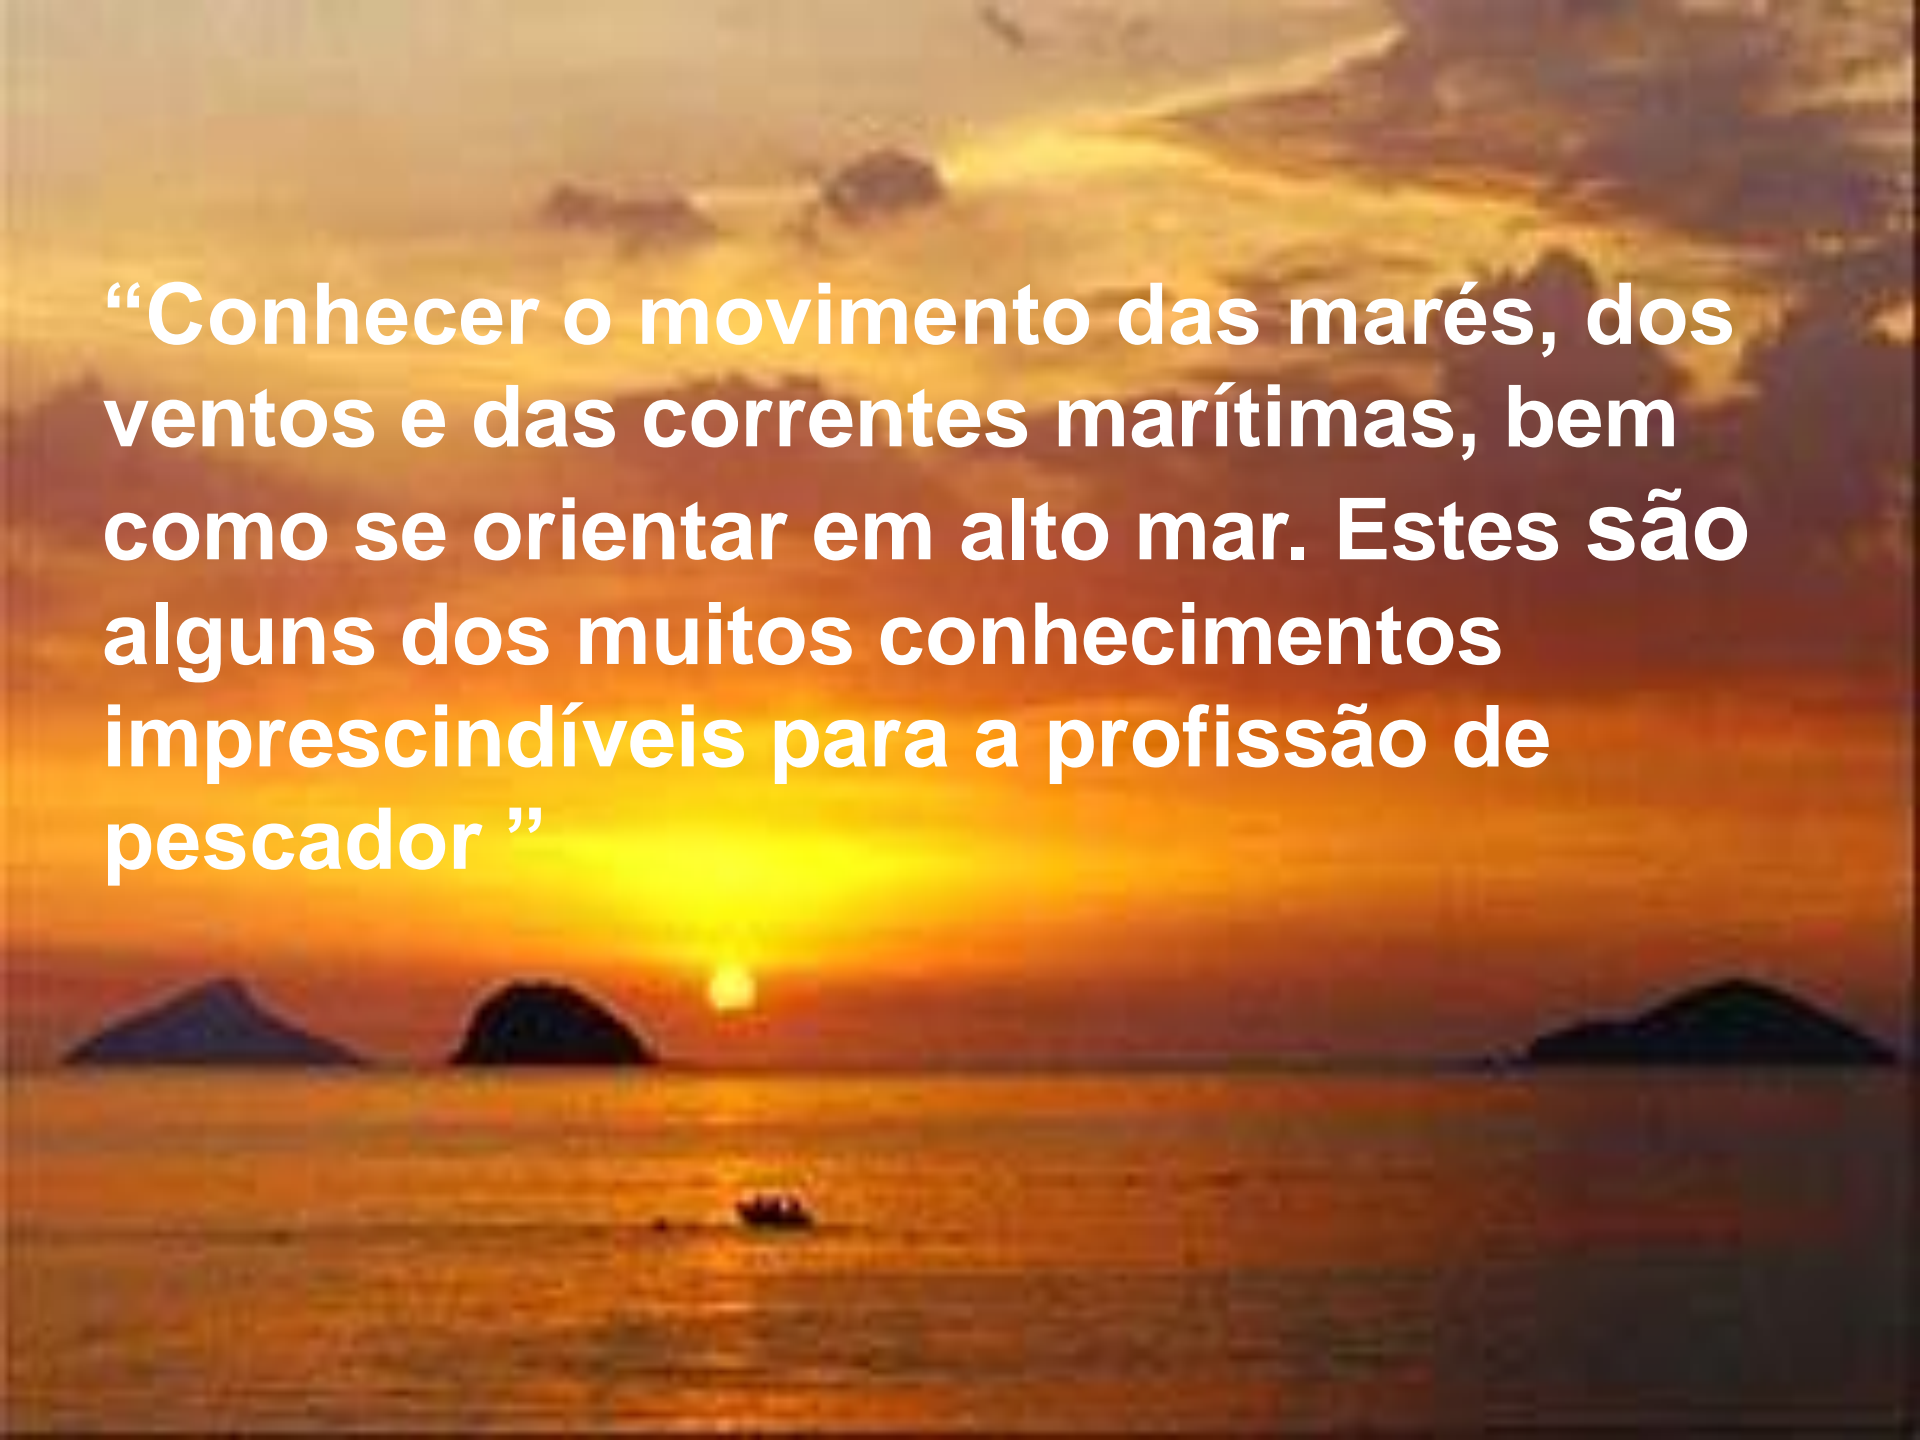 “Conhecer o movimento das marés, dos
ventos e das correntes marítimas, bem
como se orientar em alto mar. Estes são
alguns dos muitos conhecimentos
imprescindíveis para a profissão de
pescador ”